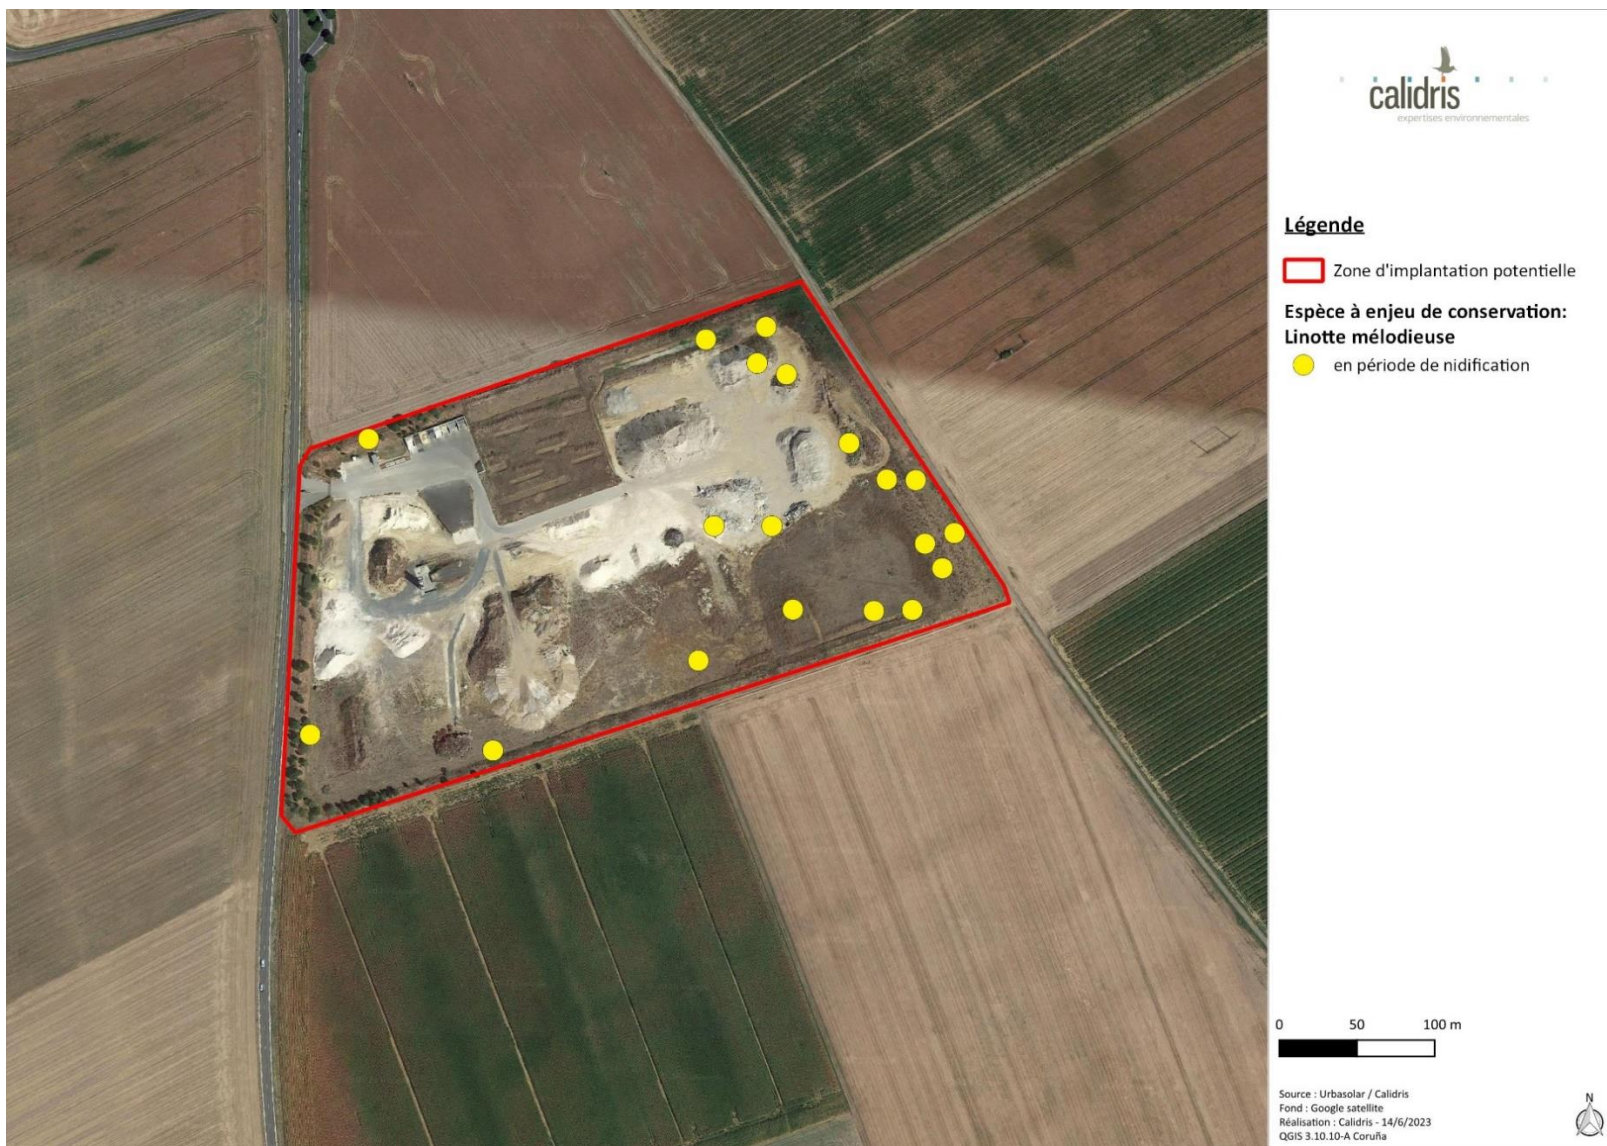 calidris
expertises environnementales
Légende
Zone d'implantation potentielle
Espèce à enjeu de conservation:
Linotte mélodieuse
en période de nidification
0 50 100 m
Source : Urbasolar / Calidris
Fond : Google satellite
Réalisation : Calidris - 14/6/2023
QGIS 3.10.10-A Coruña
N